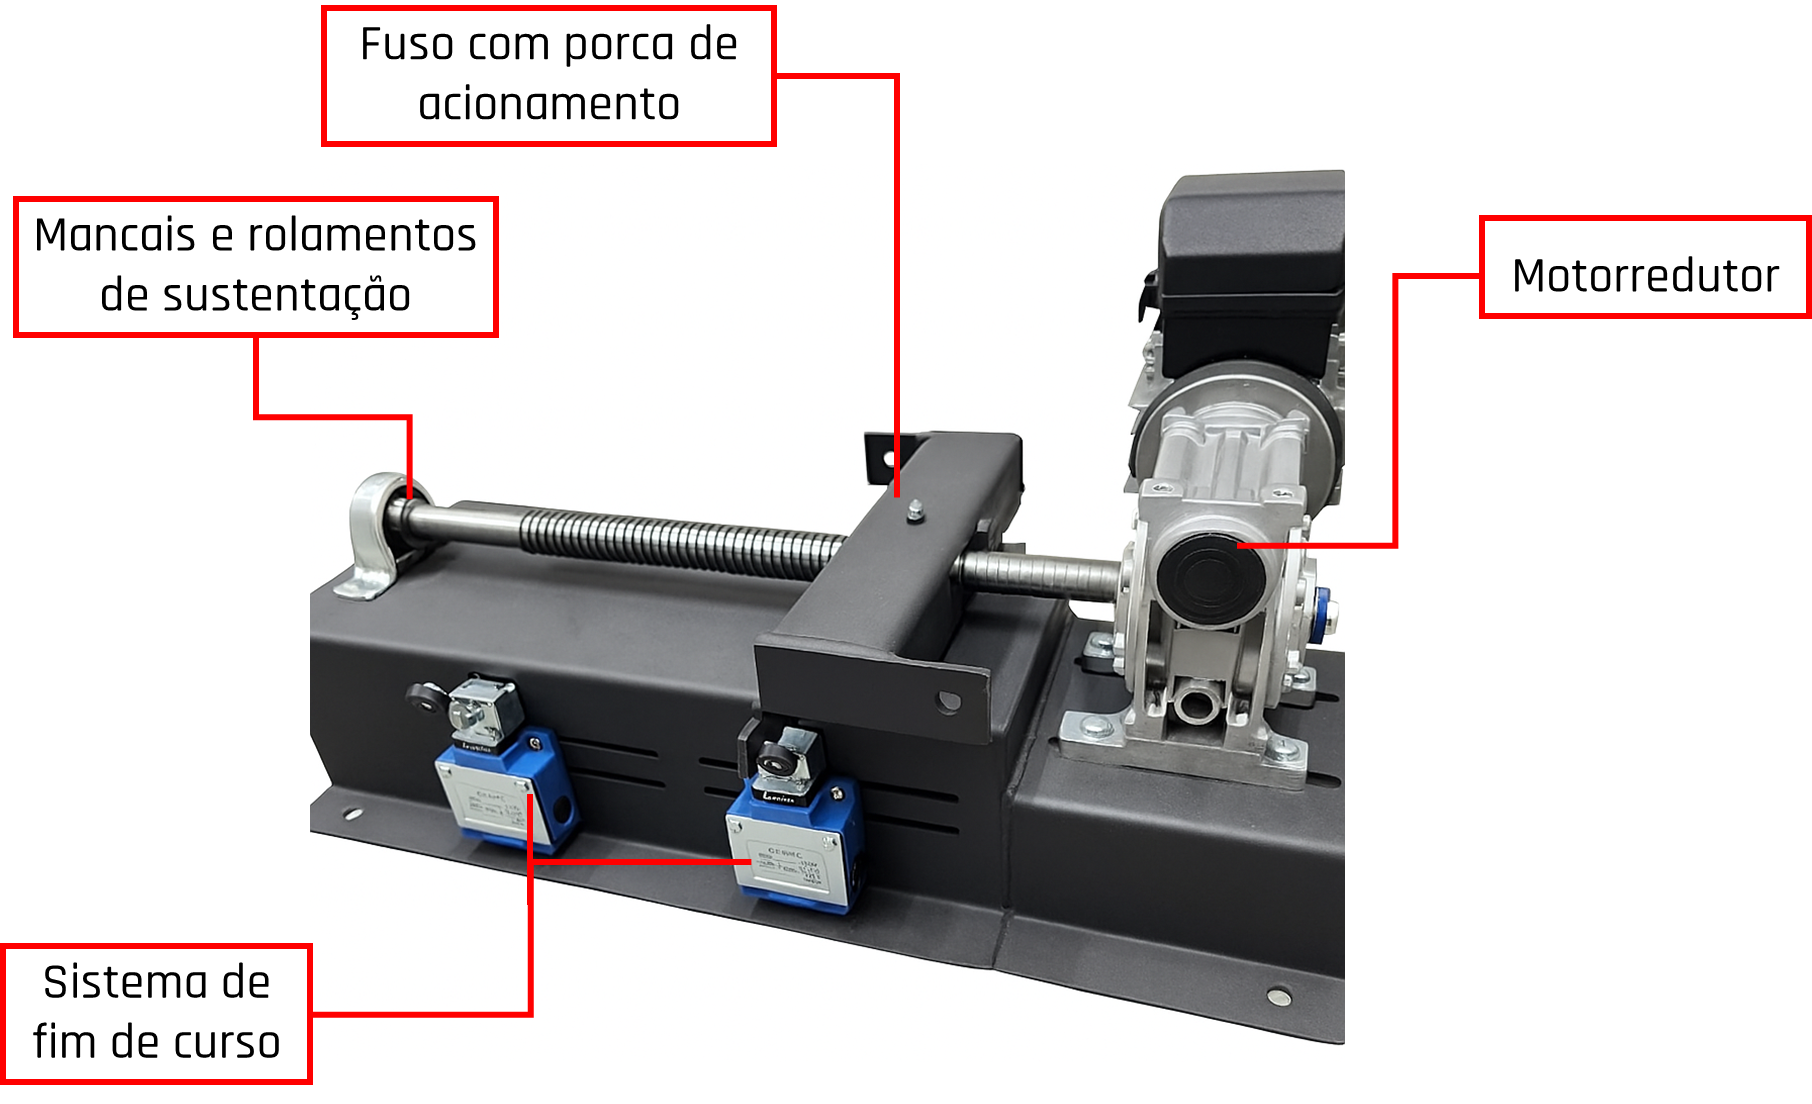 Fuso com porca de
acionamento
Mancais e rolamentos
de sustentação
Motorredutor
Sistema de
fim de curso